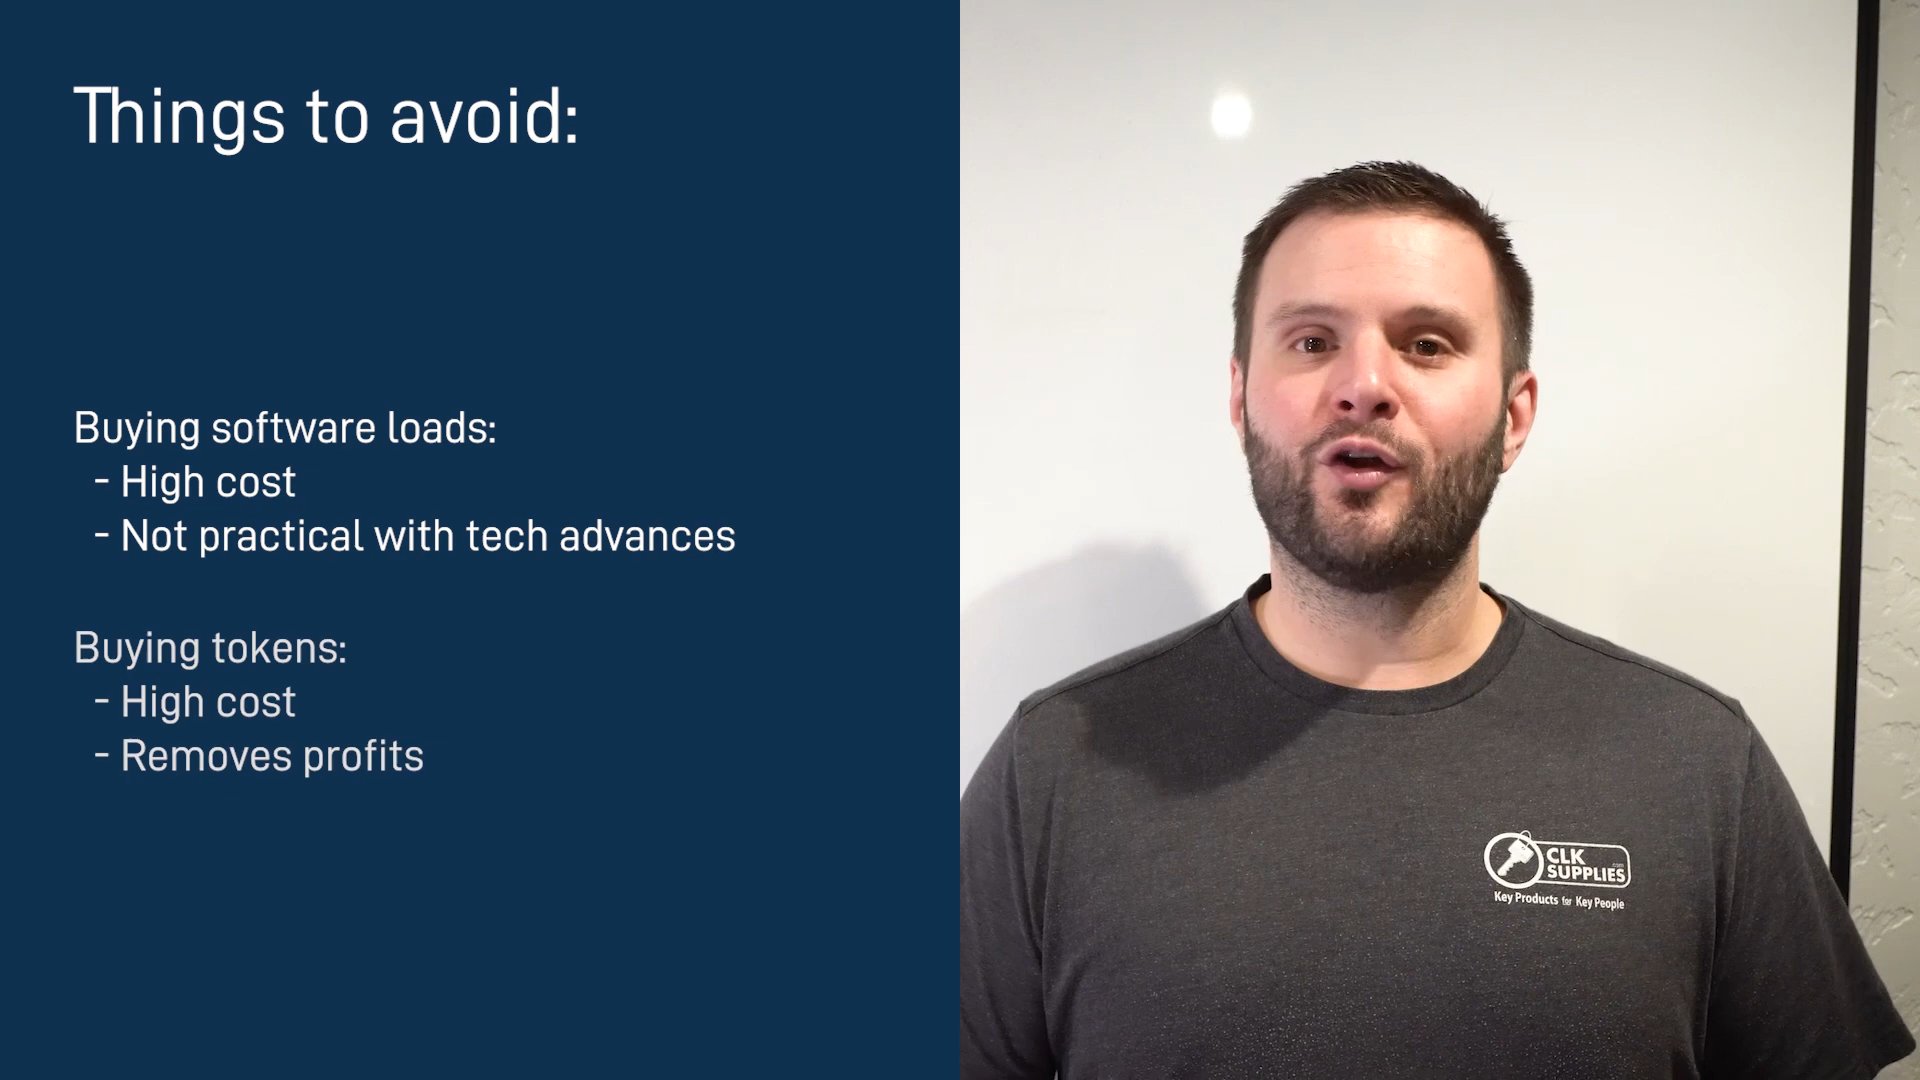 Things to avoid:
Buying software loads:
- High cost
- Not practical with tech advances
Buying tokens:
- High cost
- Removes profits
CLK
SUPPLIES
.com
Key Products for Key People